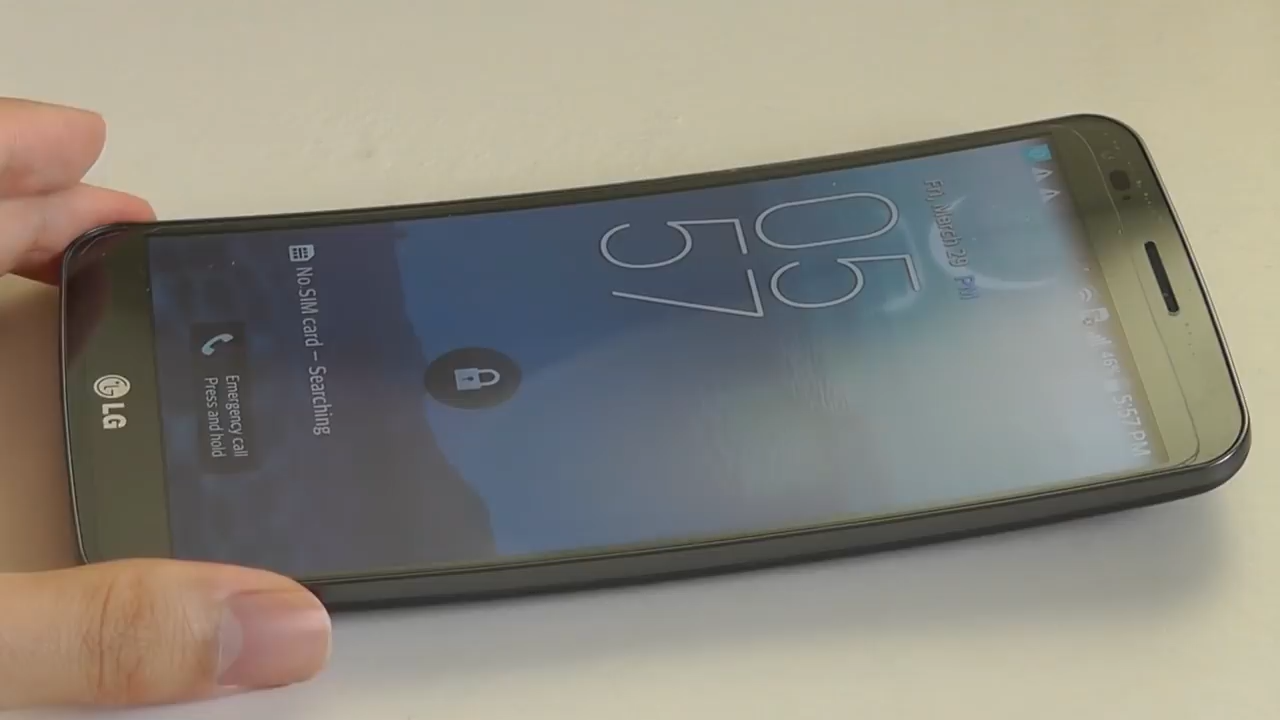 46% 5:57 PM
Fri, March 29 PM
05
57
No SIM card – Searching
Emergency call
Press and hold
LG